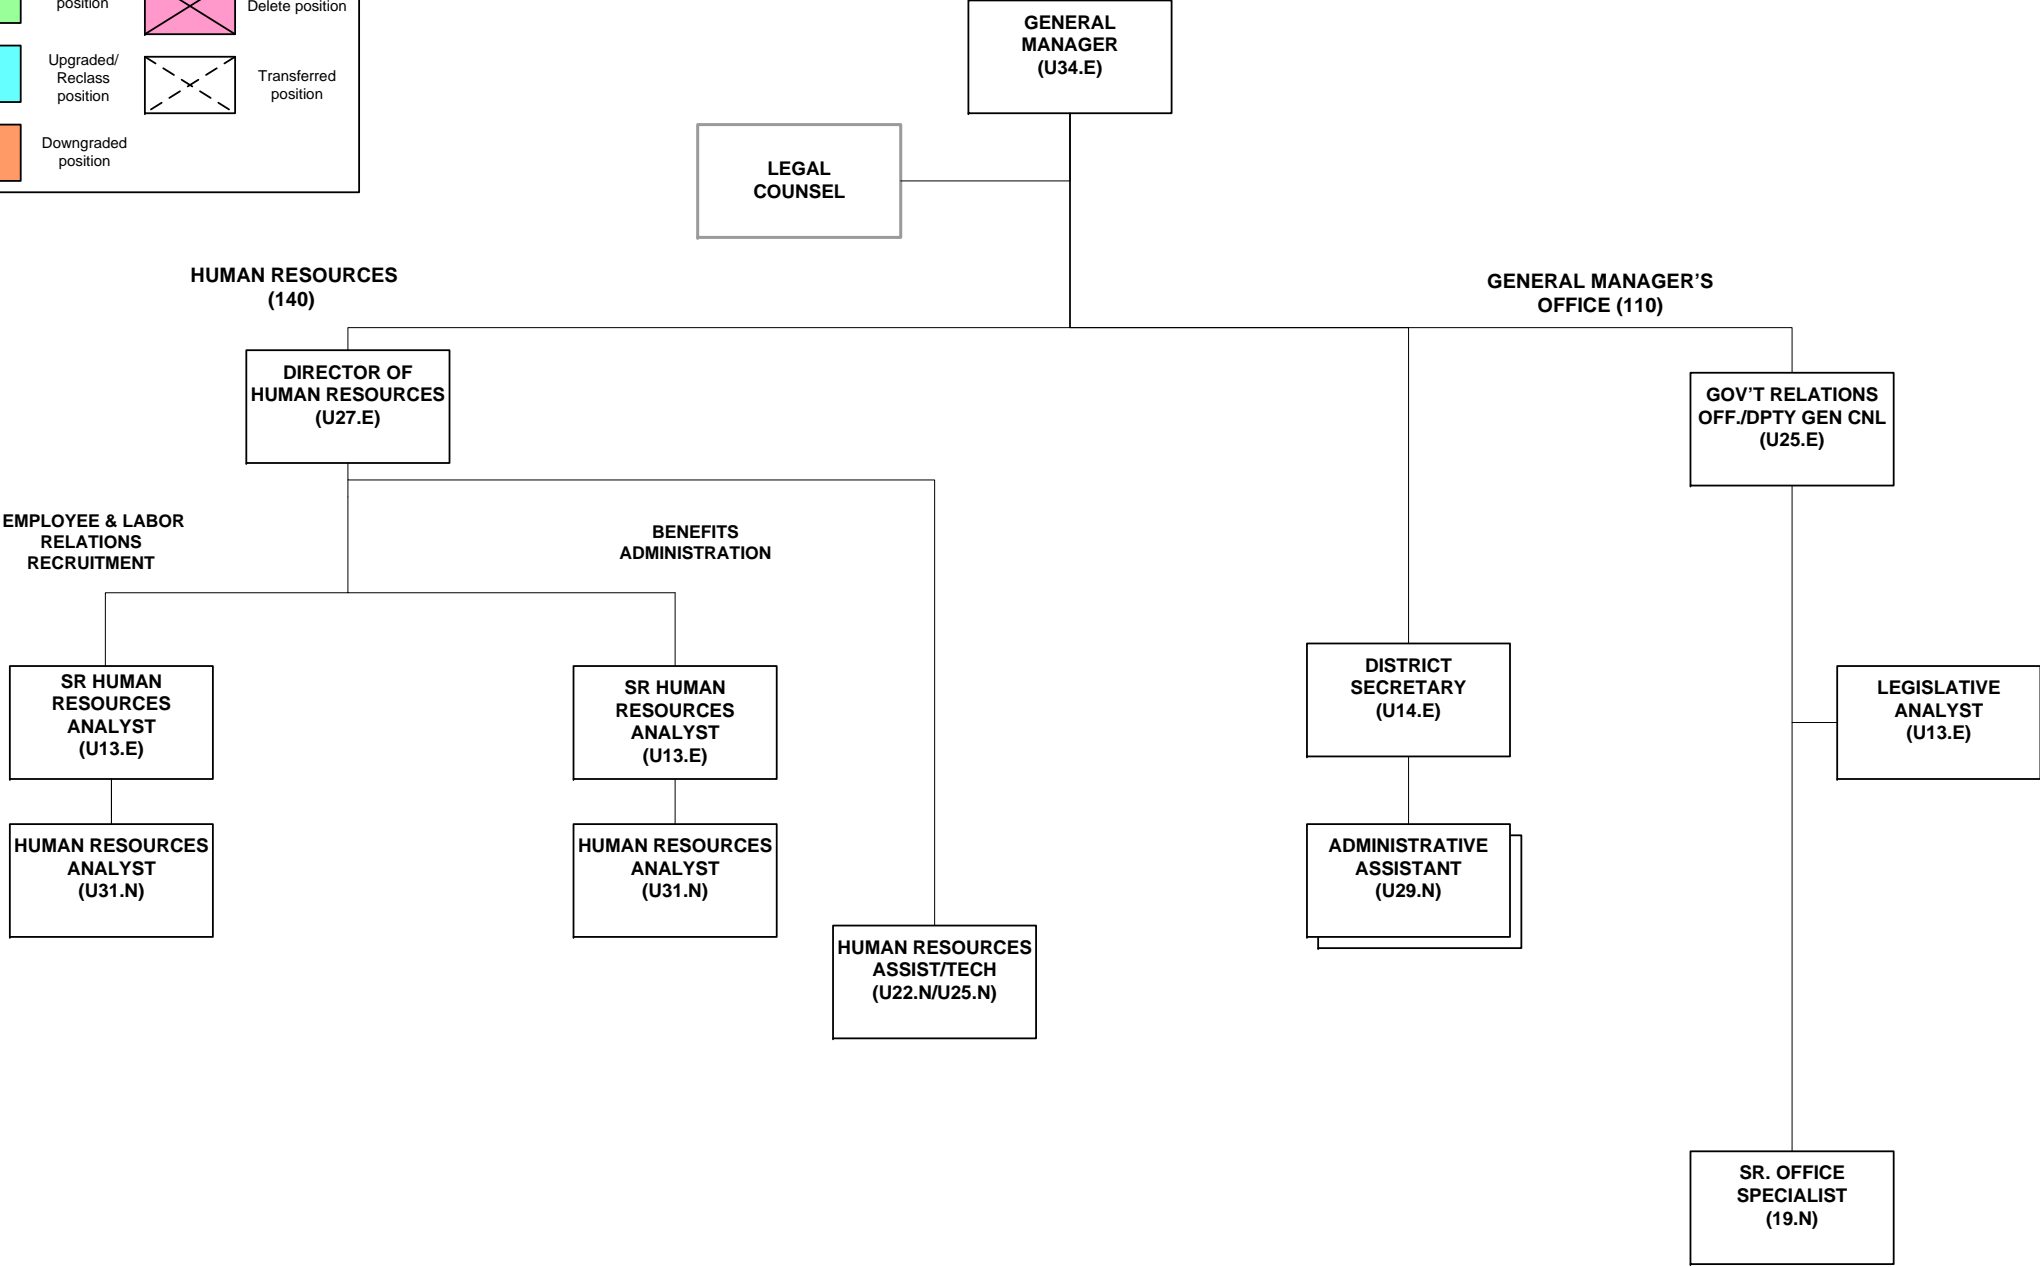 position
Delete position
Upgraded/
Reclass
position
Transferred
position
Downgraded
position
GENERAL
MANAGER
(U34.E)
LEGAL
COUNSEL
HUMAN RESOURCES
(140)
GENERAL MANAGER’S
OFFICE (110)
DIRECTOR OF
HUMAN RESOURCES
(U27.E)
GOV’T RELATIONS
OFF./DPTY GEN CNL
(U25.E)
EMPLOYEE & LABOR
RELATIONS
RECRUITMENT
BENEFITS
ADMINISTRATION
SR HUMAN
RESOURCES
ANALYST
(U13.E)
SR HUMAN
RESOURCES
ANALYST
(U13.E)
DISTRICT
SECRETARY
(U14.E)
LEGISLATIVE
ANALYST
(U13.E)
HUMAN RESOURCES
ANALYST
(U31.N)
HUMAN RESOURCES
ANALYST
(U31.N)
ADMINISTRATIVE
ASSISTANT
(U29.N)
HUMAN RESOURCES
ASSIST/TECH
(U22.N/U25.N)
SR. OFFICE
SPECIALIST
(19.N)